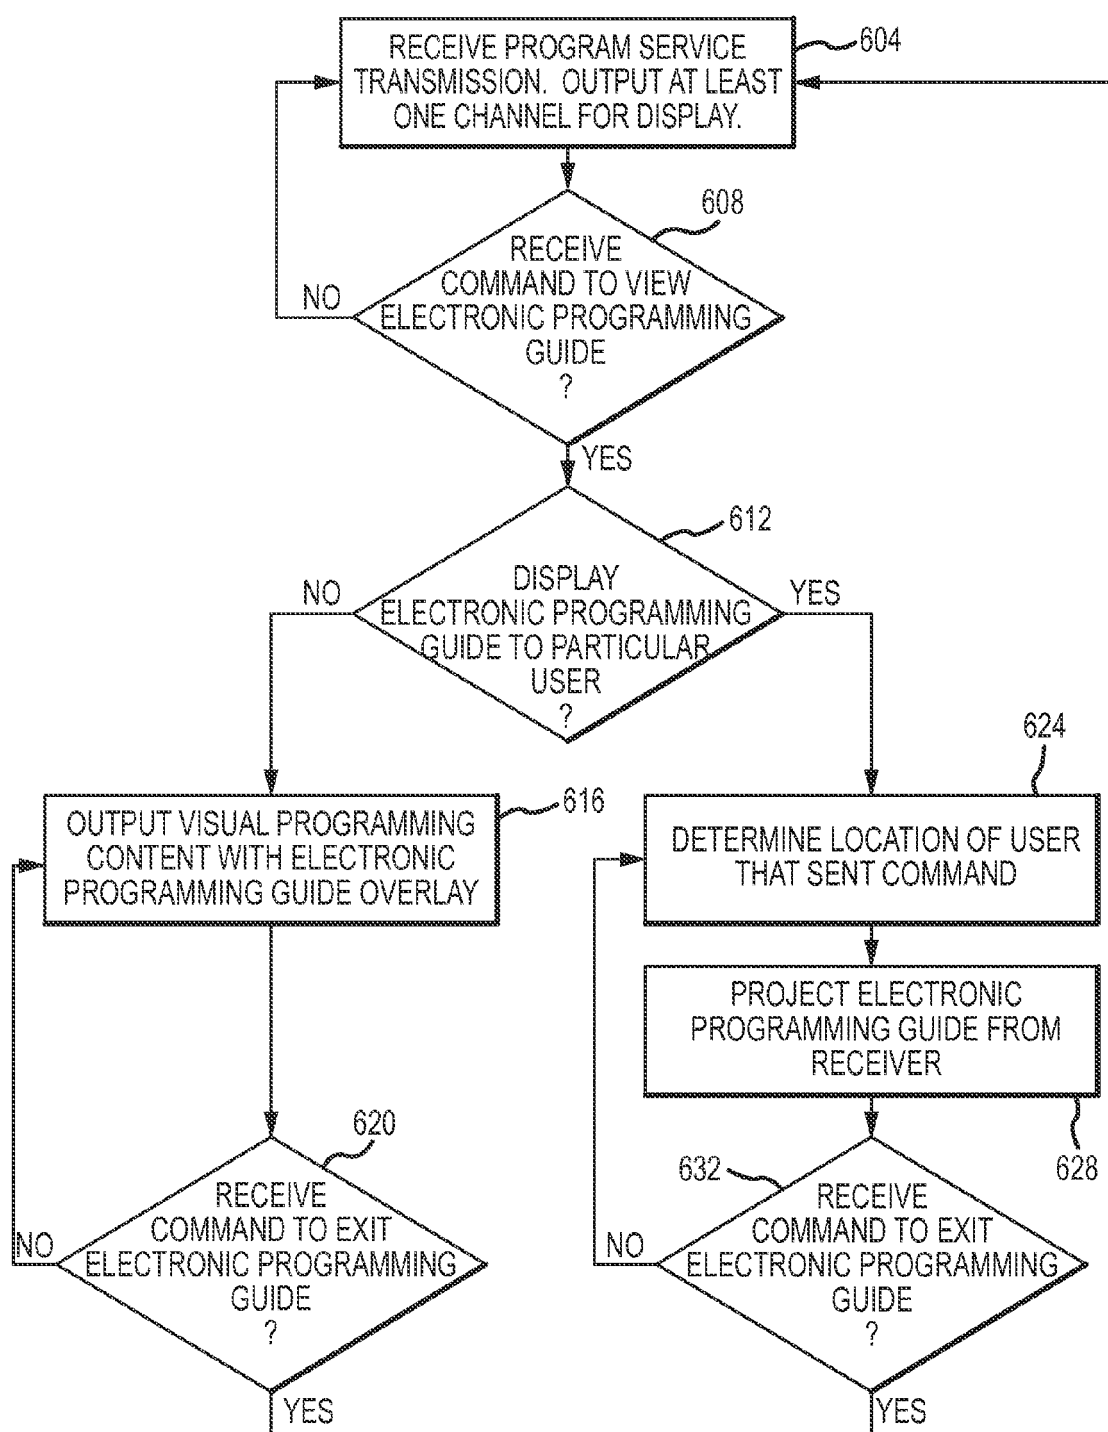 RECEIVE PROGRAM SERVICE
TRANSMISSION. OUTPUT AT LEAST
ONE CHANNEL FOR DISPLAY.
604
608
RECEIVE
COMMAND TO VIEW
ELECTRONIC PROGRAMMING
GUIDE
?
NO
YES
612
DISPLAY
ELECTRONIC PROGRAMMING
GUIDE TO PARTICULAR
USER
?
NO
YES
616
OUTPUT VISUAL PROGRAMMING
CONTENT WITH ELECTRONIC
PROGRAMMING GUIDE OVERLAY
624
DETERMINE LOCATION OF USER
THAT SENT COMMAND
PROJECT ELECTRONIC
PROGRAMMING GUIDE FROM
RECEIVER
628
620
RECEIVE
COMMAND TO EXIT
ELECTRONIC PROGRAMMING
GUIDE
?
NO
YES
632
RECEIVE
COMMAND TO EXIT
ELECTRONIC PROGRAMMING
GUIDE
?
NO
YES